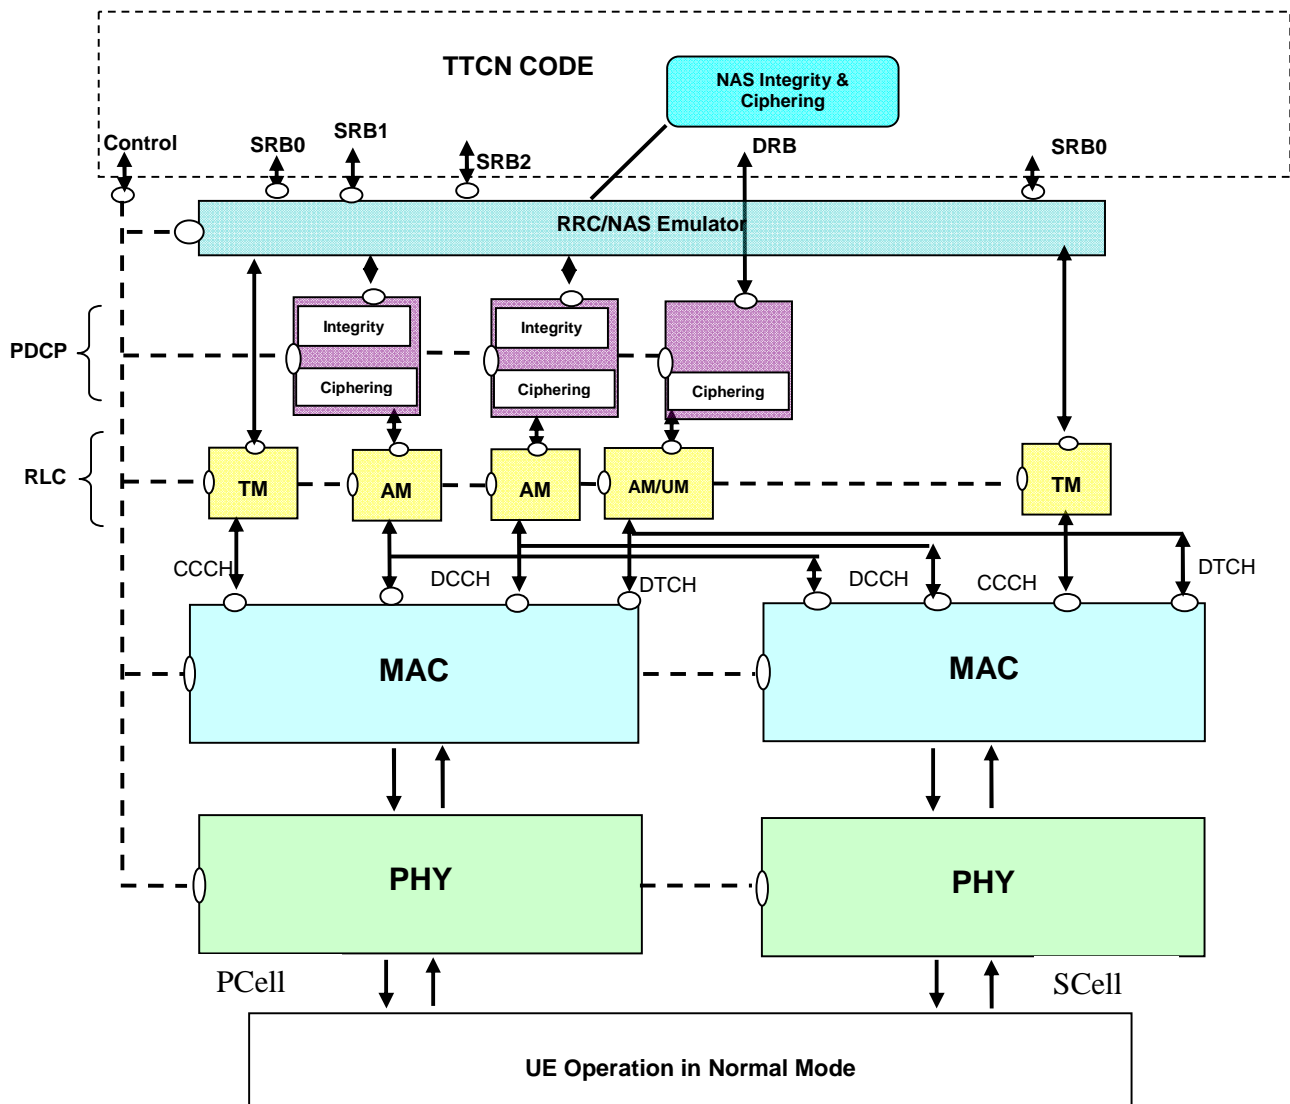 TTCN CODE
NAS Integrity &
Ciphering
Control
SRB0
SRB1
SRB2
DRB
SRB0
RRC/NAS Emulator
PDCP
Integrity
Ciphering
Integrity
Ciphering
Ciphering
RLC
TM
AM
AM
AM/UM
TM
CCCH
DCCH
DTCH
DCCH
CCCH
DTCH
MAC
MAC
PHY
PHY
PCell
SCell
UE Operation in Normal Mode